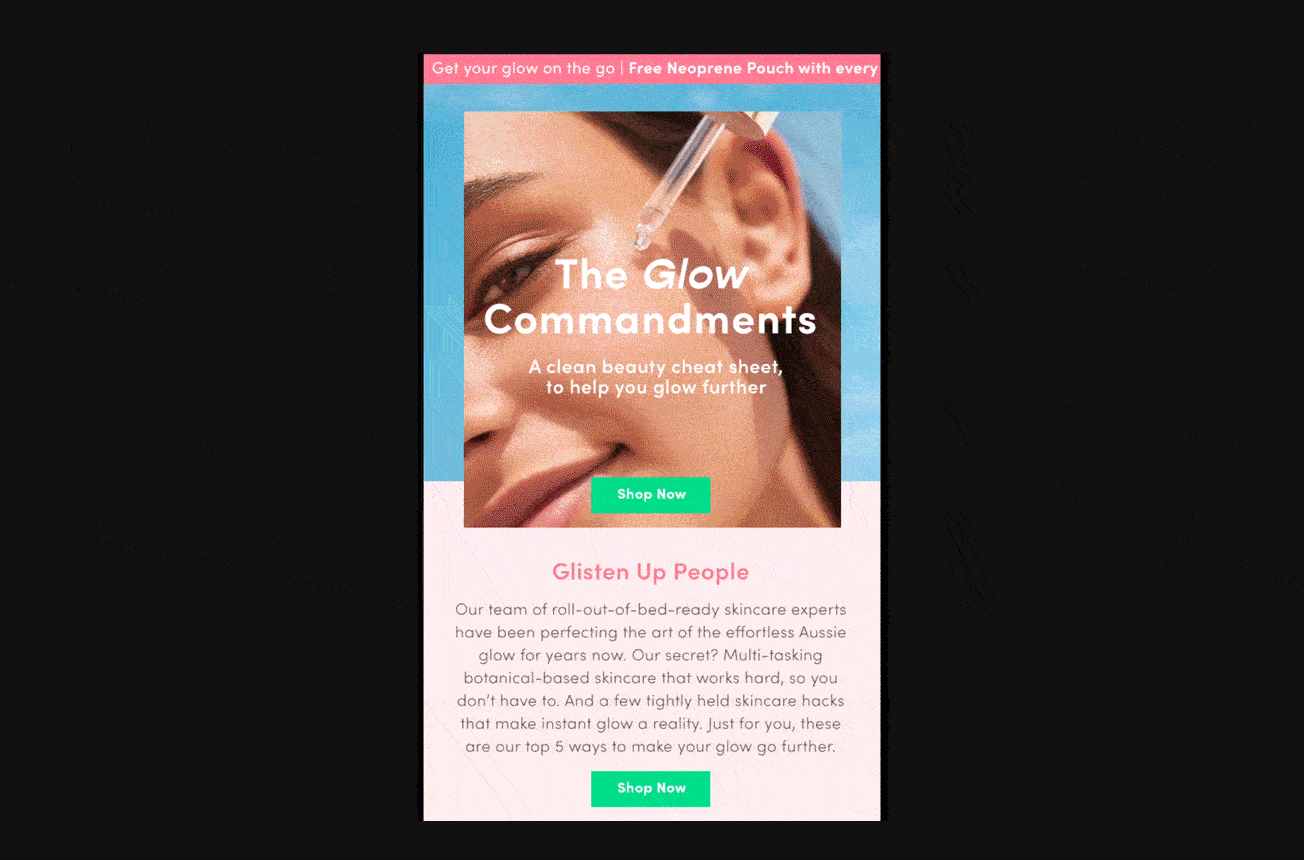 Get your glow on the go | Free Neoprene Pouch with every
The Glow
Commandments
A clean beauty cheat sheet,
to help you glow further
Shop Now
Glisten Up People
Our team of roll-out-of-bed-ready skincare experts
have been perfecting the art of the effortless Aussie
glow for years now. Our secret? Multi-tasking
botanical-based skincare that works hard, so you
don’t have to. And a few tightly held skincare hacks
that make instant glow a reality. Just for you, these
are our top 5 ways to make your glow go further.
Shop Now